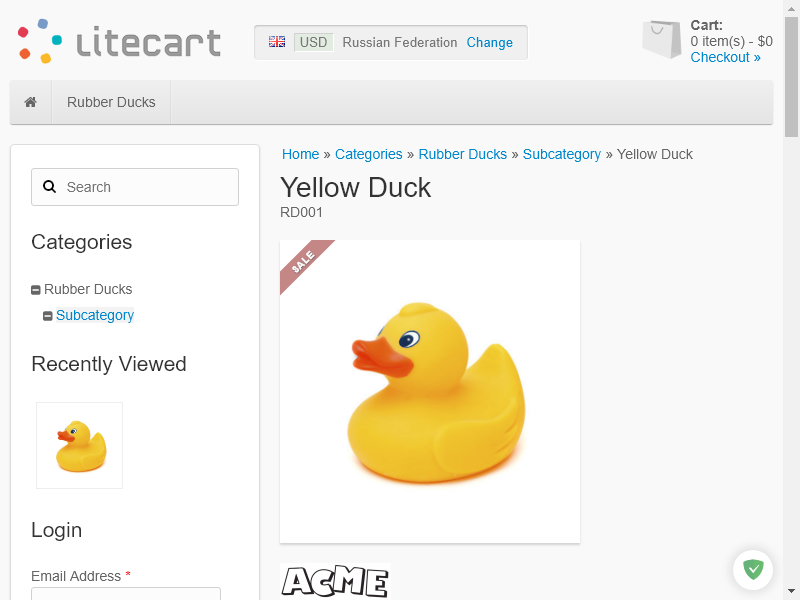 litecart
USD Russian Federation Change
Cart:
0 item(s) - $0
Checkout »
Rubber Ducks
Search
Categories
Rubber Ducks
Subcategory
Recently Viewed
Login
Email Address *
Home » Categories » Rubber Ducks » Subcategory » Yellow Duck
Yellow Duck
RD001
SALE
ACME